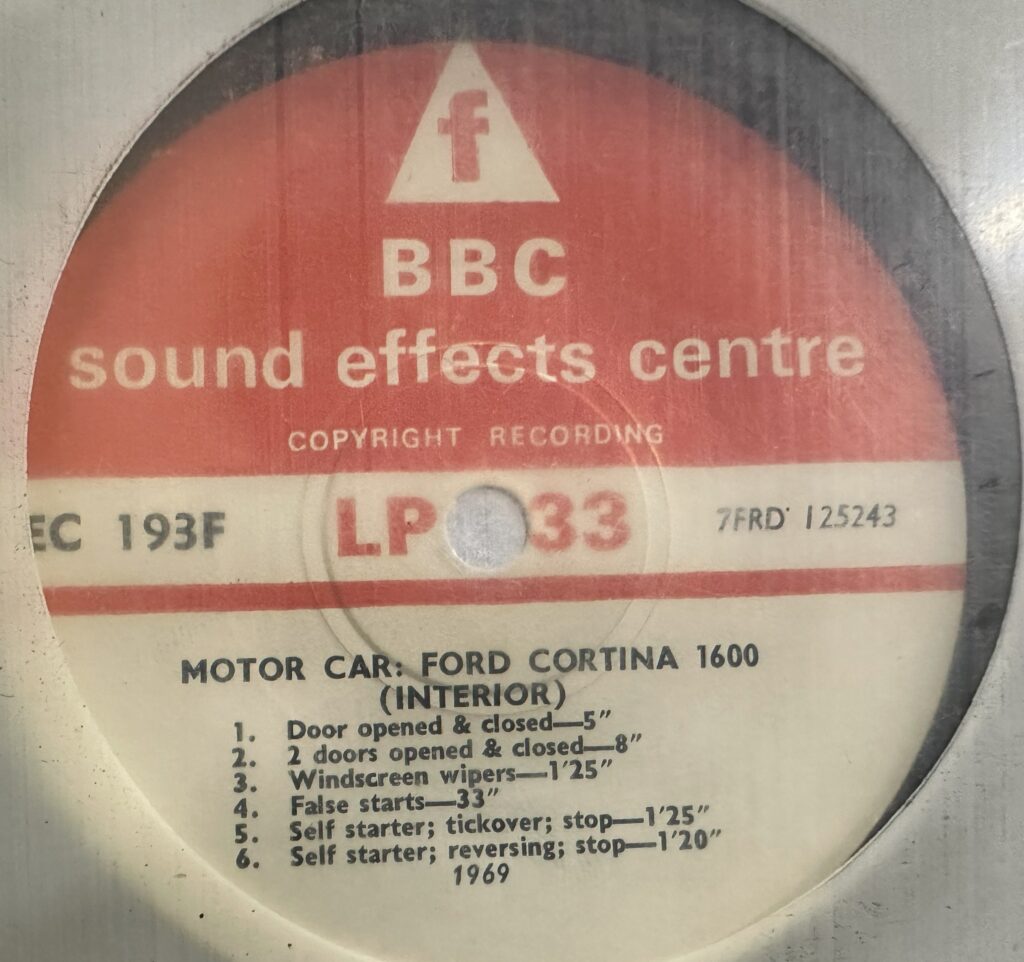 f
BBC
sound effects centre
COPYRIGHT RECORDING
EC 193F LP 33 7FRD 125243
MOTOR CAR: FORD CORTINA 1600
(INTERIOR)
1. Door opened & closed—5″
2. 2 doors opened & closed—8″
3. Windscreen wipers—1′25″
4. False starts—33″
5. Self starter; tickover; stop—1′25″
6. Self starter; reversing; stop—1′20″
1969